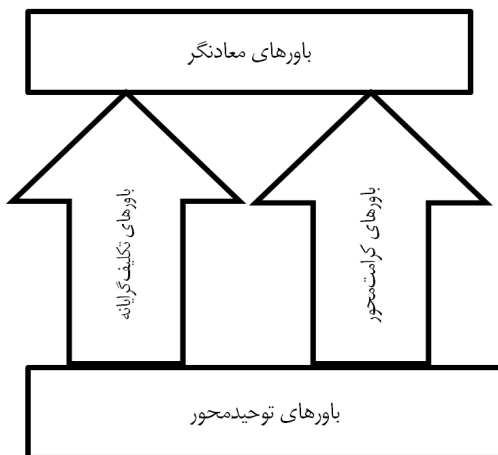 باورهای معادنگر
باورهای کرامت‌محور
باورهای تکلیف‌گرایانه
باورهای توحیدمحور